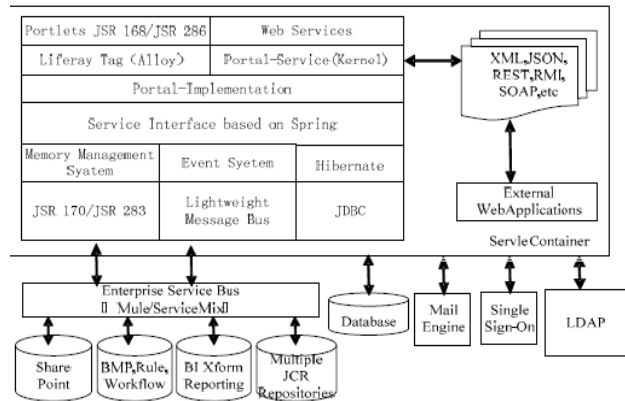 Portlets JSR 168/JSR 286
Web Services
Liferay Tag (Alloy)
Portal-Service(Kernel)
Portal-Implementation
Service Interface based on Spring
Memory Management
Syatem
Event Syetem
Hibernate
JSR 170/JSR 283
Lightweight
Message Bus
JDBC
XML,JSON,
REST,RMI,
SOAP,etc
External
WebApplications
Servle Container
Enterprise Service Bus
Mule/ServiceMix
Database
Mail
Engine
Single
Sign-On
LDAP
Share
Point
BMP,Rule,
Workflow
BI Xform
Reporting
Multiple
JCR
Repositories